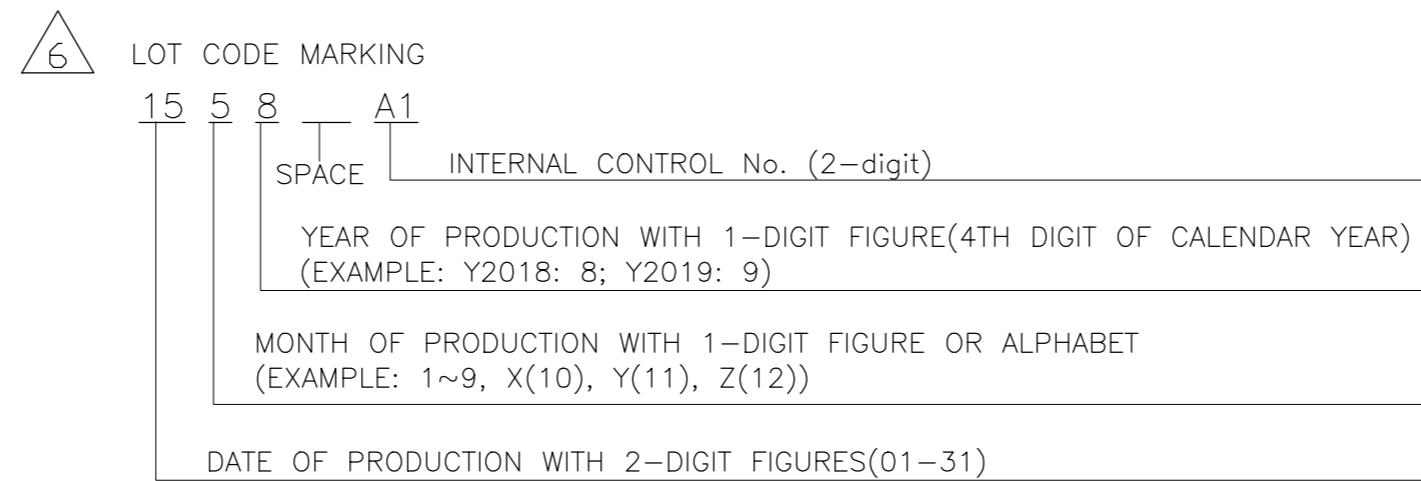 6 LOT CODE MARKING
15 5 8 __ A1
SPACE INTERNAL CONTROL No. (2-digit)
YEAR OF PRODUCTION WITH 1-DIGIT FIGURE(4TH DIGIT OF CALENDAR YEAR)
(EXAMPLE: Y2018: 8; Y2019: 9)
MONTH OF PRODUCTION WITH 1-DIGIT FIGURE OR ALPHABET
(EXAMPLE: 1~9, X(10), Y(11), Z(12))
DATE OF PRODUCTION WITH 2-DIGIT FIGURES(01-31)